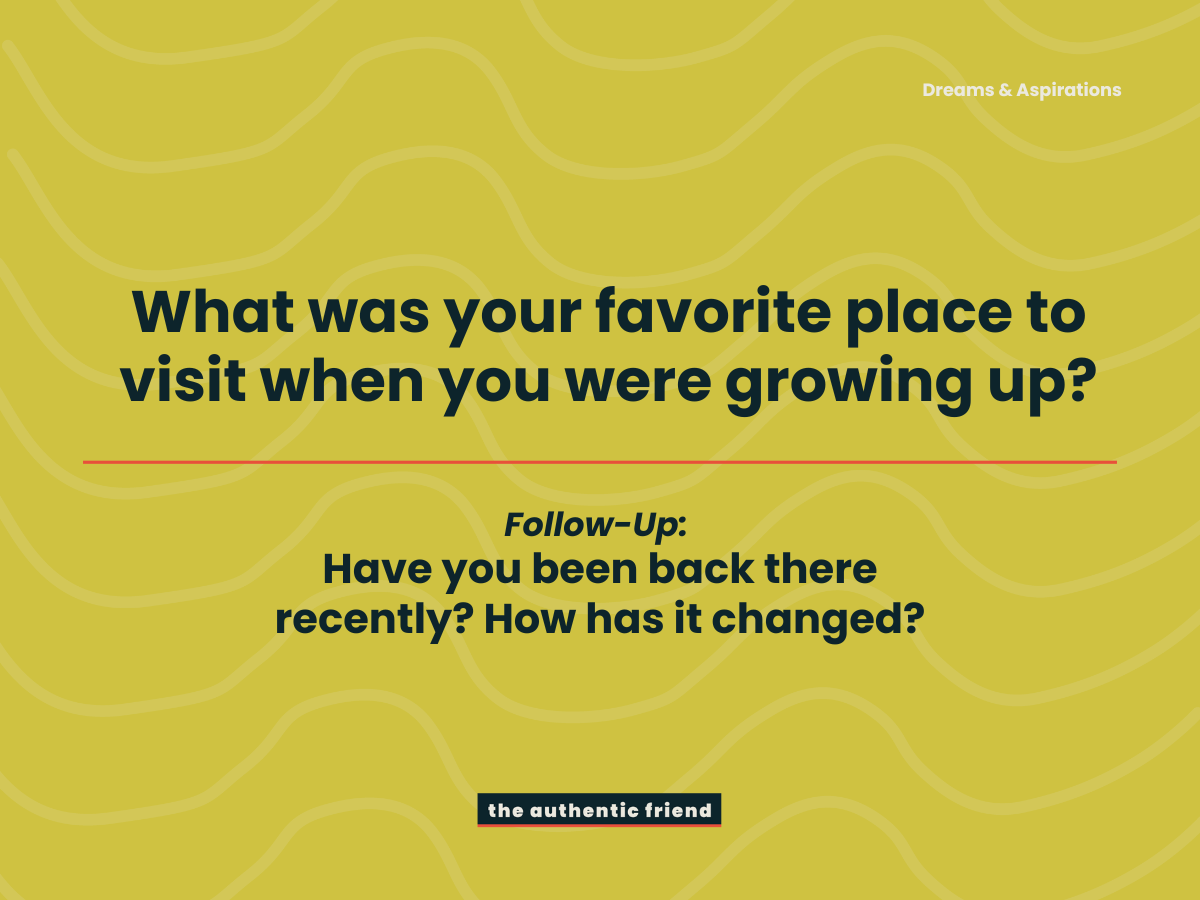 Dreams & Aspirations
What was your favorite place to
visit when you were growing up?
Follow-Up:
Have you been back there
recently? How has it changed?
the authentic friend